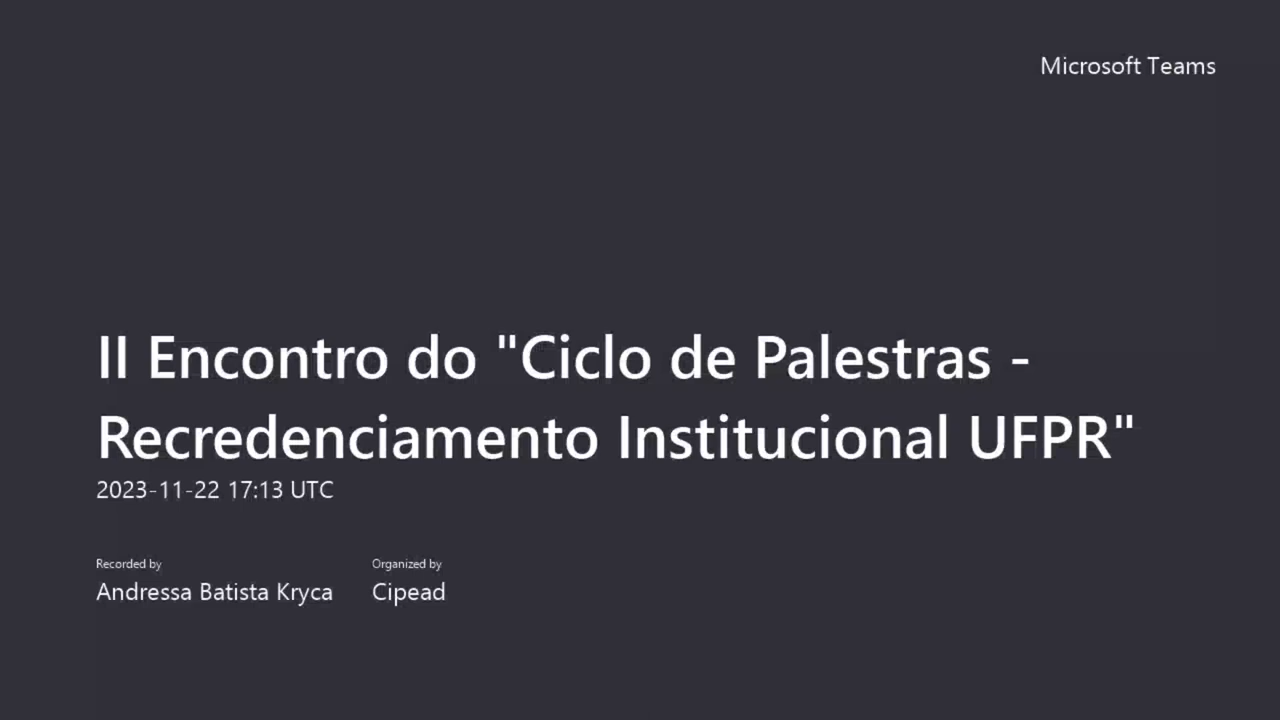 Microsoft Teams
II Encontro do "Ciclo de Palestras -
Recredenciamento Institucional UFPR"
2023-11-22 17:13 UTC
Recorded by
Andressa Batista Kryca
Organized by
Cipead